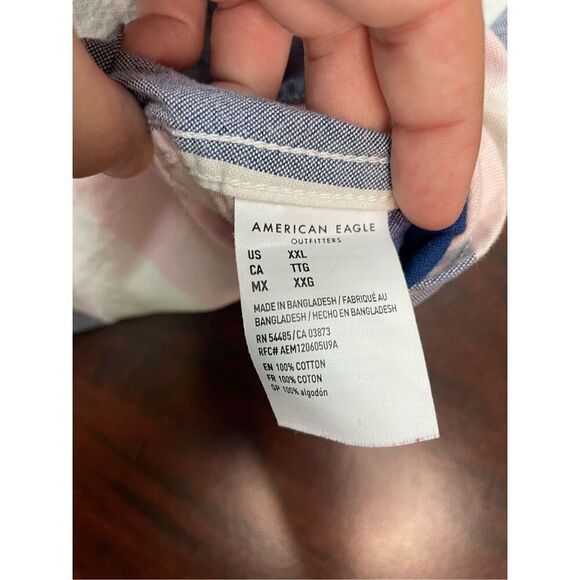 AMERICAN EAGLE
OUTFITTERS
US XXL
CA TTG
MX XXG
MADE IN BANGLADESH / FABRIQUÉ AU
BANGLADESH / HECHO EN BANGLADESH
RN 54485/CA 03873
RFC# AEM120605U9A
EN 100% COTTON
FR 100% COTON
SP 100% algodón